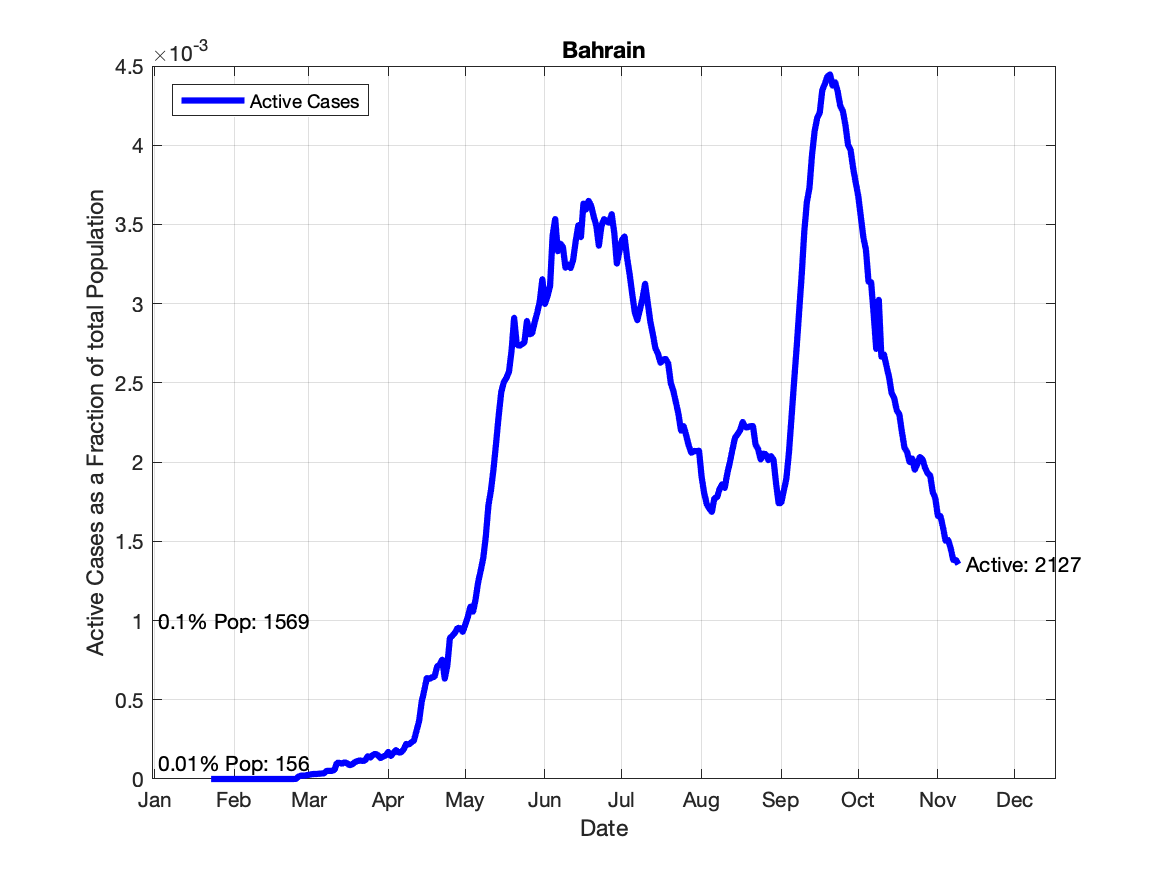 Bahrain
×10-3
Active Cases
4.5
4
3.5
3
2.5
2
1.5
1
0.5
0
Active Cases as a Fraction of total Population
0.1% Pop: 1569
0.01% Pop: 156
Active: 2127
Jan Feb Mar Apr May Jun Jul Aug Sep Oct Nov Dec
Date